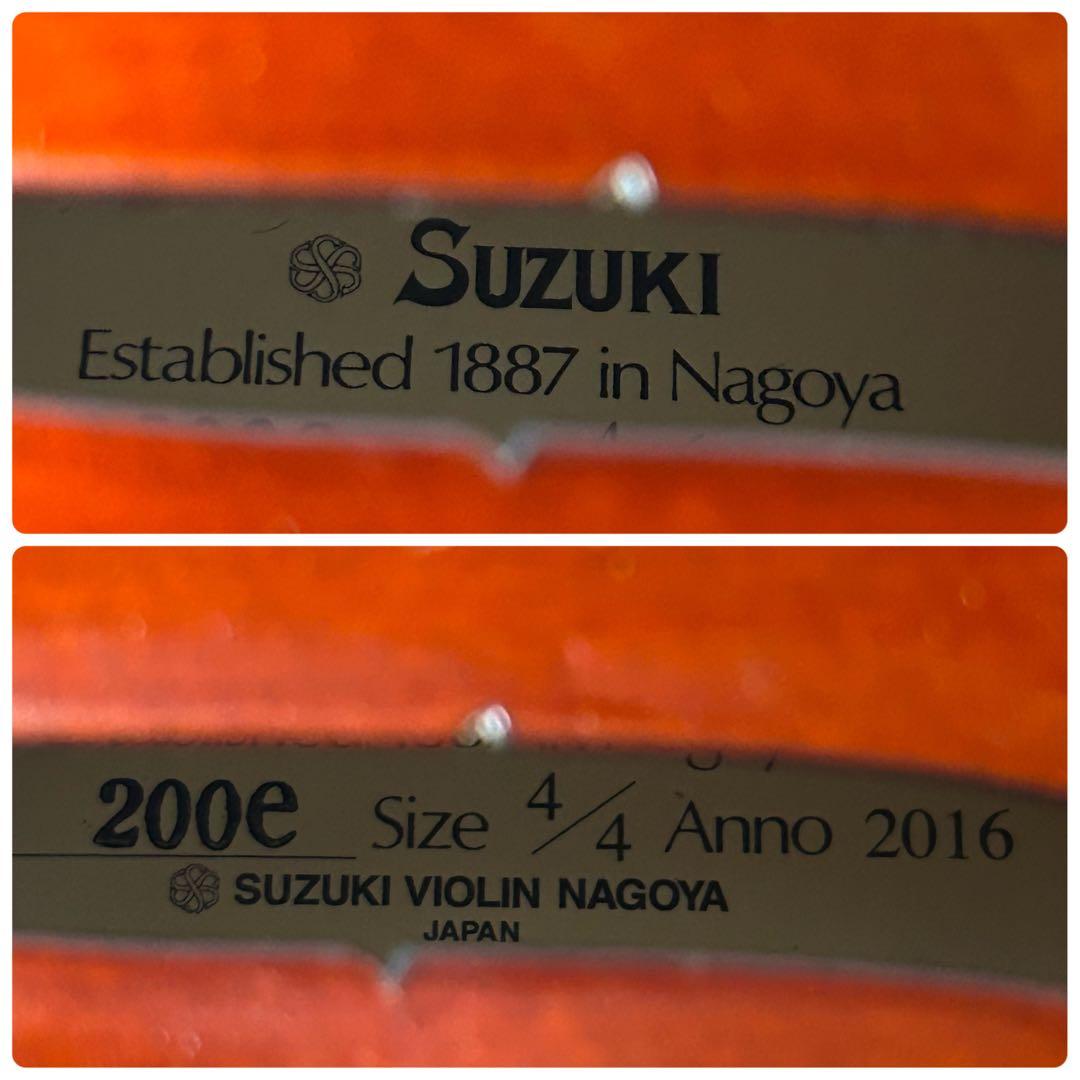 SUZUKI
Established 1887 in Nagoya
200e Size 4/4 Anno 2016
SUZUKI VIOLIN NAGOYA
JAPAN